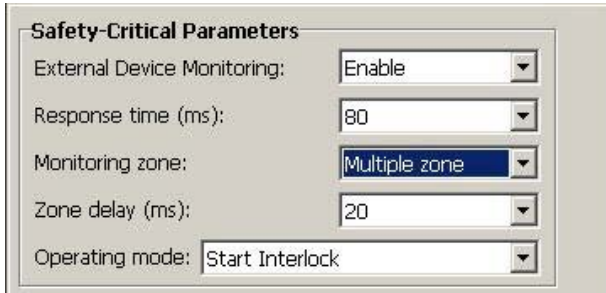 Safety-Critical Parameters
External Device Monitoring: Enable
Response time (ms): 80
Monitoring zone: Multiple zone
Zone delay (ms): 20
Operating mode: Start Interlock